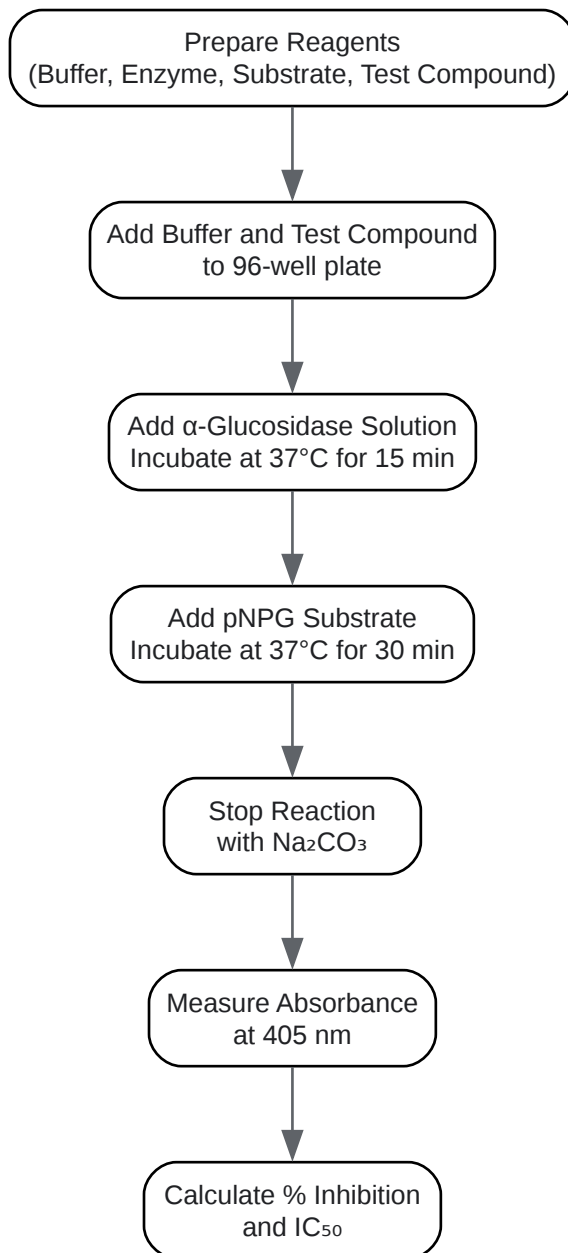 Prepare Reagents
(Buffer, Enzyme, Substrate, Test Compound)
Add Buffer and Test Compound
to 96-well plate
Add α-Glucosidase Solution
Incubate at 37°C for 15 min
Add pNPG Substrate
Incubate at 37°C for 30 min
Stop Reaction
with Na₂CO₃
Measure Absorbance
at 405 nm
Calculate % Inhibition
and IC₅₀